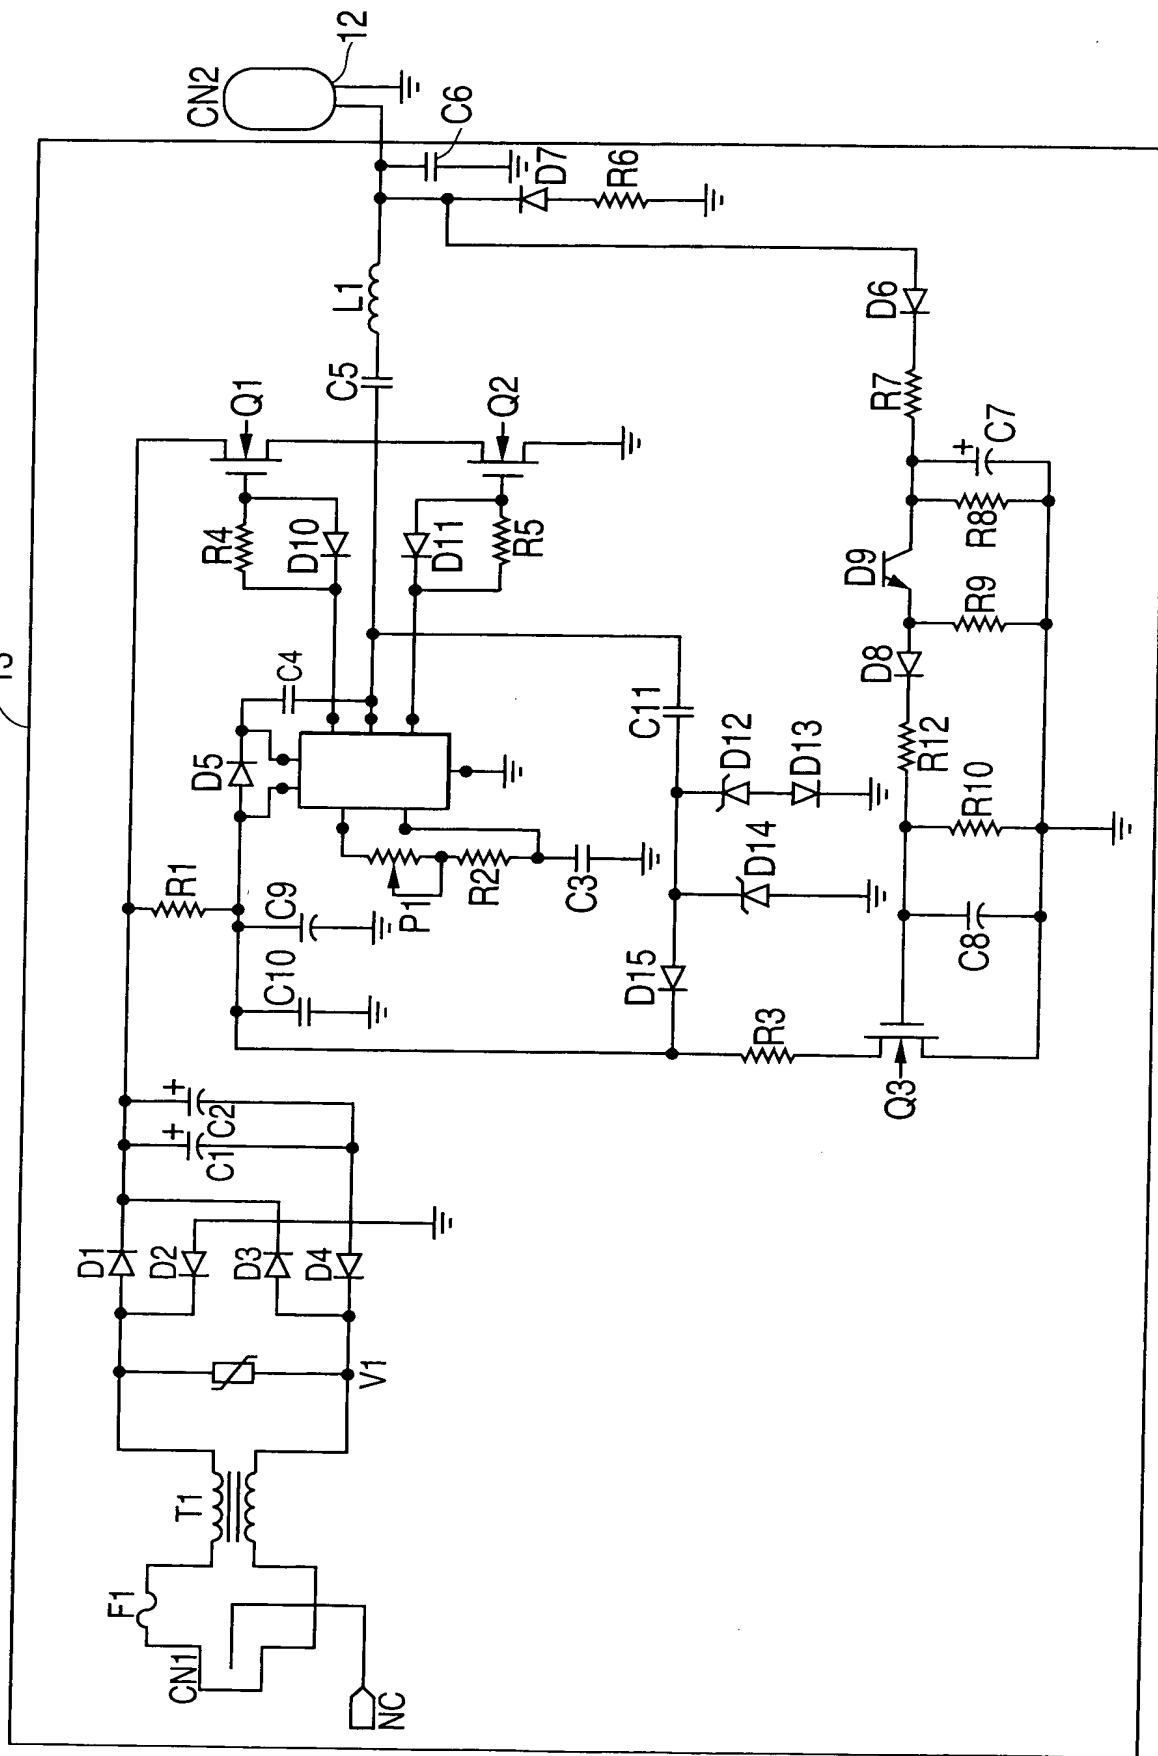 13
CN2
12
C6
D7
R6
L1
C5
Q1
Q2
R4
D10
D11
R5
D6
R7
C7
R8
D9
R9
D8
R12
R10
C8
C4
D5
C11
D12
D13
D14
D15
R1
C9
C10
P1
R2
C3
R3
Q3
C2
C1
D1
D2
D3
D4
V1
T1
F1
CN1
NC